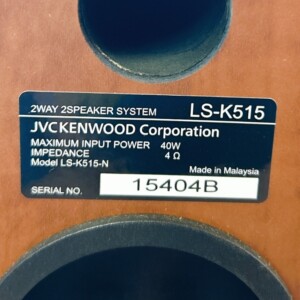 2WAY 2SPEAKER SYSTEM LS-K515
JVCKENWOOD Corporation
MAXIMUM INPUT POWER 40W
IMPEDANCE 4 Ω
Model LS-K515-N
Made in Malaysia
SERIAL NO. 15404B